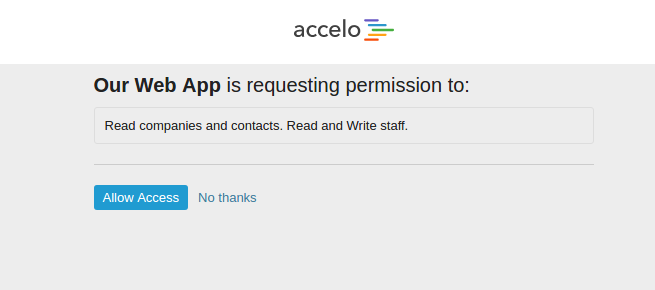 accelo
Our Web App is requesting permission to:
Read companies and contacts. Read and Write staff.
Allow Access No thanks